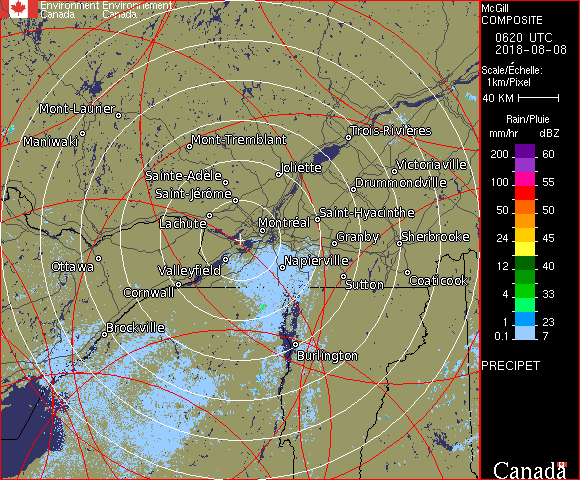 Environment Environnement
Canada Canada
McGill
COMPOSITE
0620 UTC
2018-08-08
Scale/Échelle:
1km/Pixel
40 KM
Rain/Pluie
mm/hr dBZ
200 60
155
100 55
50 50
24 45
12 40
4 33
1 23
0.1 7
PRECIPET
Canada
Mont-Laurier
Maniwaki
Mont-Tremblant
Trois-Rivières
Joliette
Victoriaville
Sainte-Adèle
Drummondville
Saint-Jérôme
Lachute
Saint-Hyacinthe
Montréal
Granby
Sherbrooke
Ottawa
Napierville
Valleyfield
Coaticook
Sutton
Cornwall
Brockville
Burlington